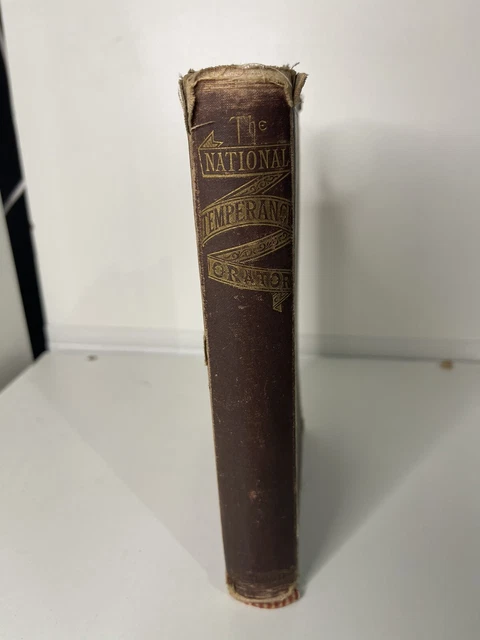 The
NATIONAL
TEMPERANCE
ORATOR